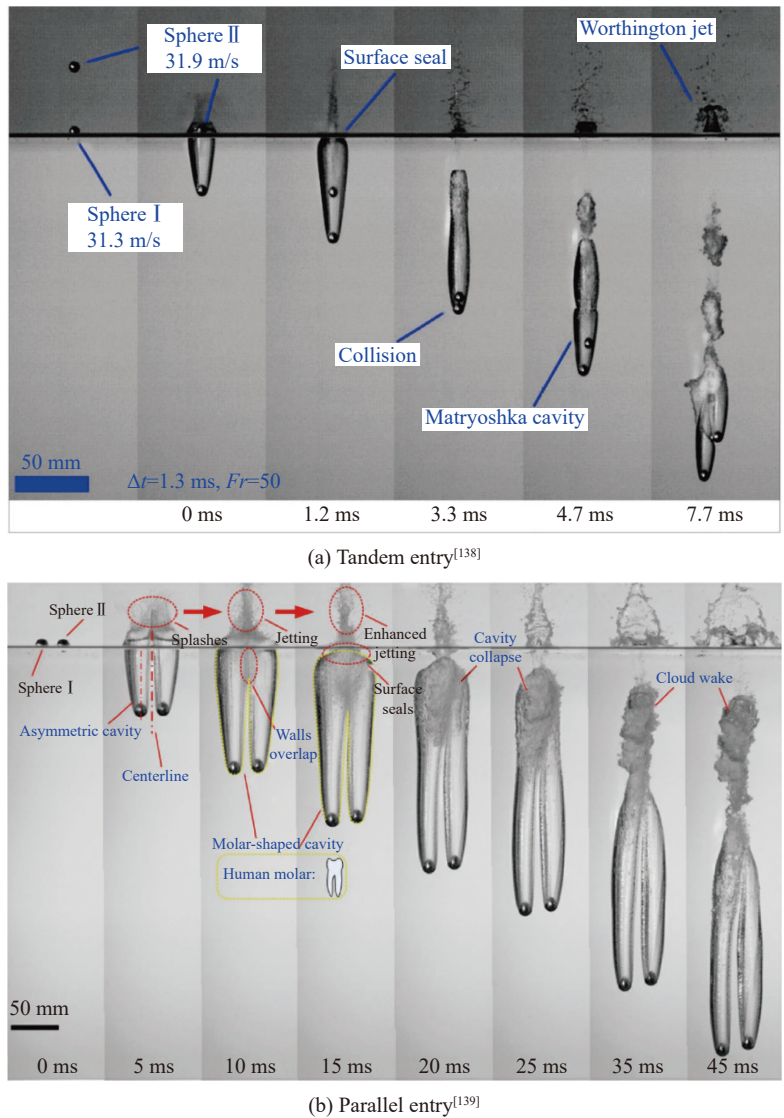 Sphere Ⅱ
31.9 m/s
Surface seal
Worthington jet
Sphere Ⅰ
31.3 m/s
Collision
Matryoshka cavity
50 mm
Δt=1.3 ms, Fr=50
0 ms 1.2 ms 3.3 ms 4.7 ms 7.7 ms
(a) Tandem entry[138]
Sphere Ⅱ
Sphere Ⅰ
Splashes
Jetting
Enhanced
jetting
Cavity
collapse
Surface
seals
Cloud wake
Asymmetric cavity
Walls
overlap
Centerline
Molar-shaped cavity
Human molar:
50 mm
0 ms 5 ms 10 ms 15 ms 20 ms 25 ms 35 ms 45 ms
(b) Parallel entry[139]